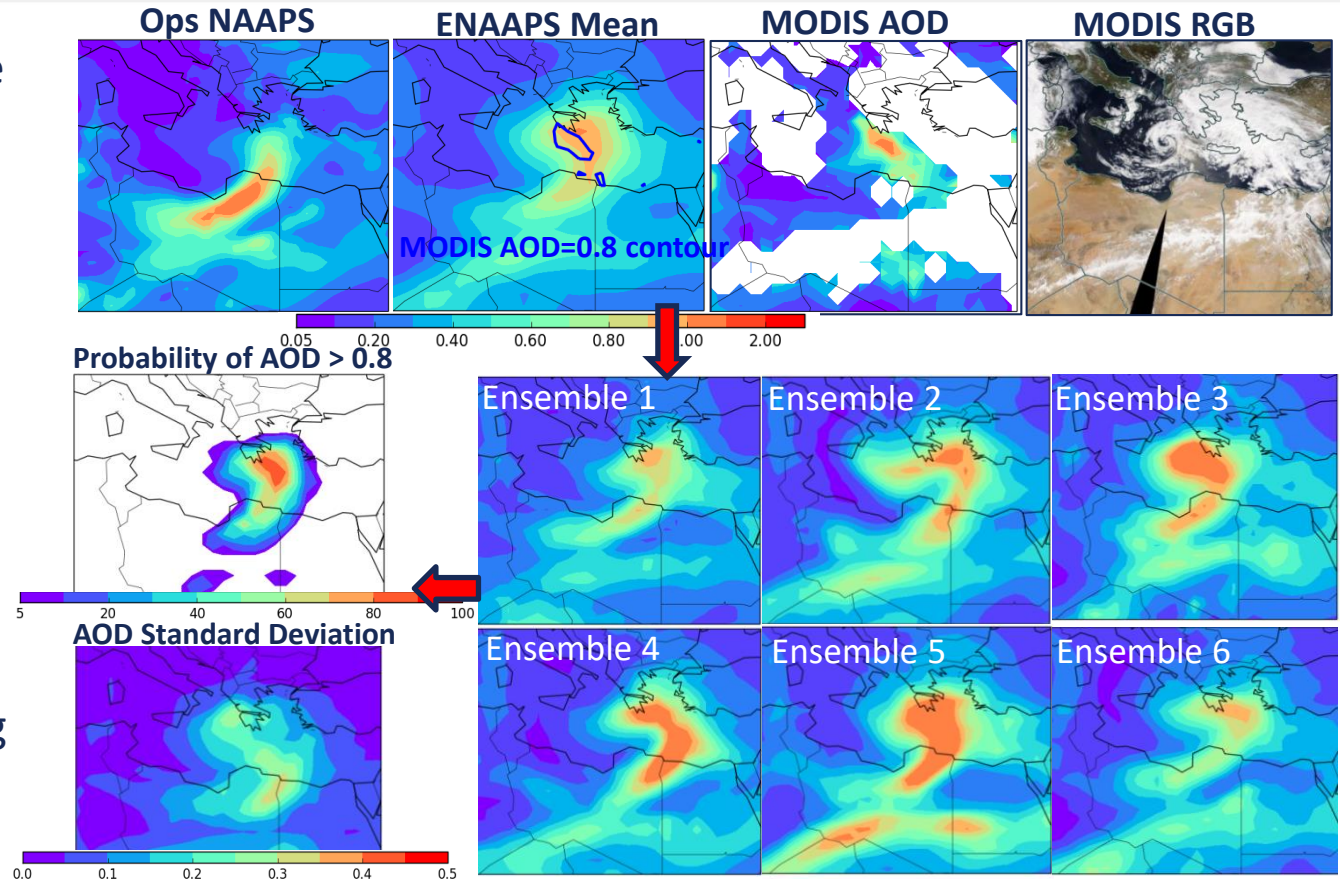 Ops NAAPS
ENAAPS Mean
MODIS AOD
MODIS RGB
e
MODIS AOD=0.8 contour
0.05 0.20 0.40 0.60 0.80 .00 2.00
Probability of AOD > 0.8
5 20 40 60 80 100
Ensemble 1
Ensemble 2
Ensemble 3
AOD Standard Deviation
g
0.0 0.1 0.2 0.3 0.4 0.5
Ensemble 4
Ensemble 5
Ensemble 6